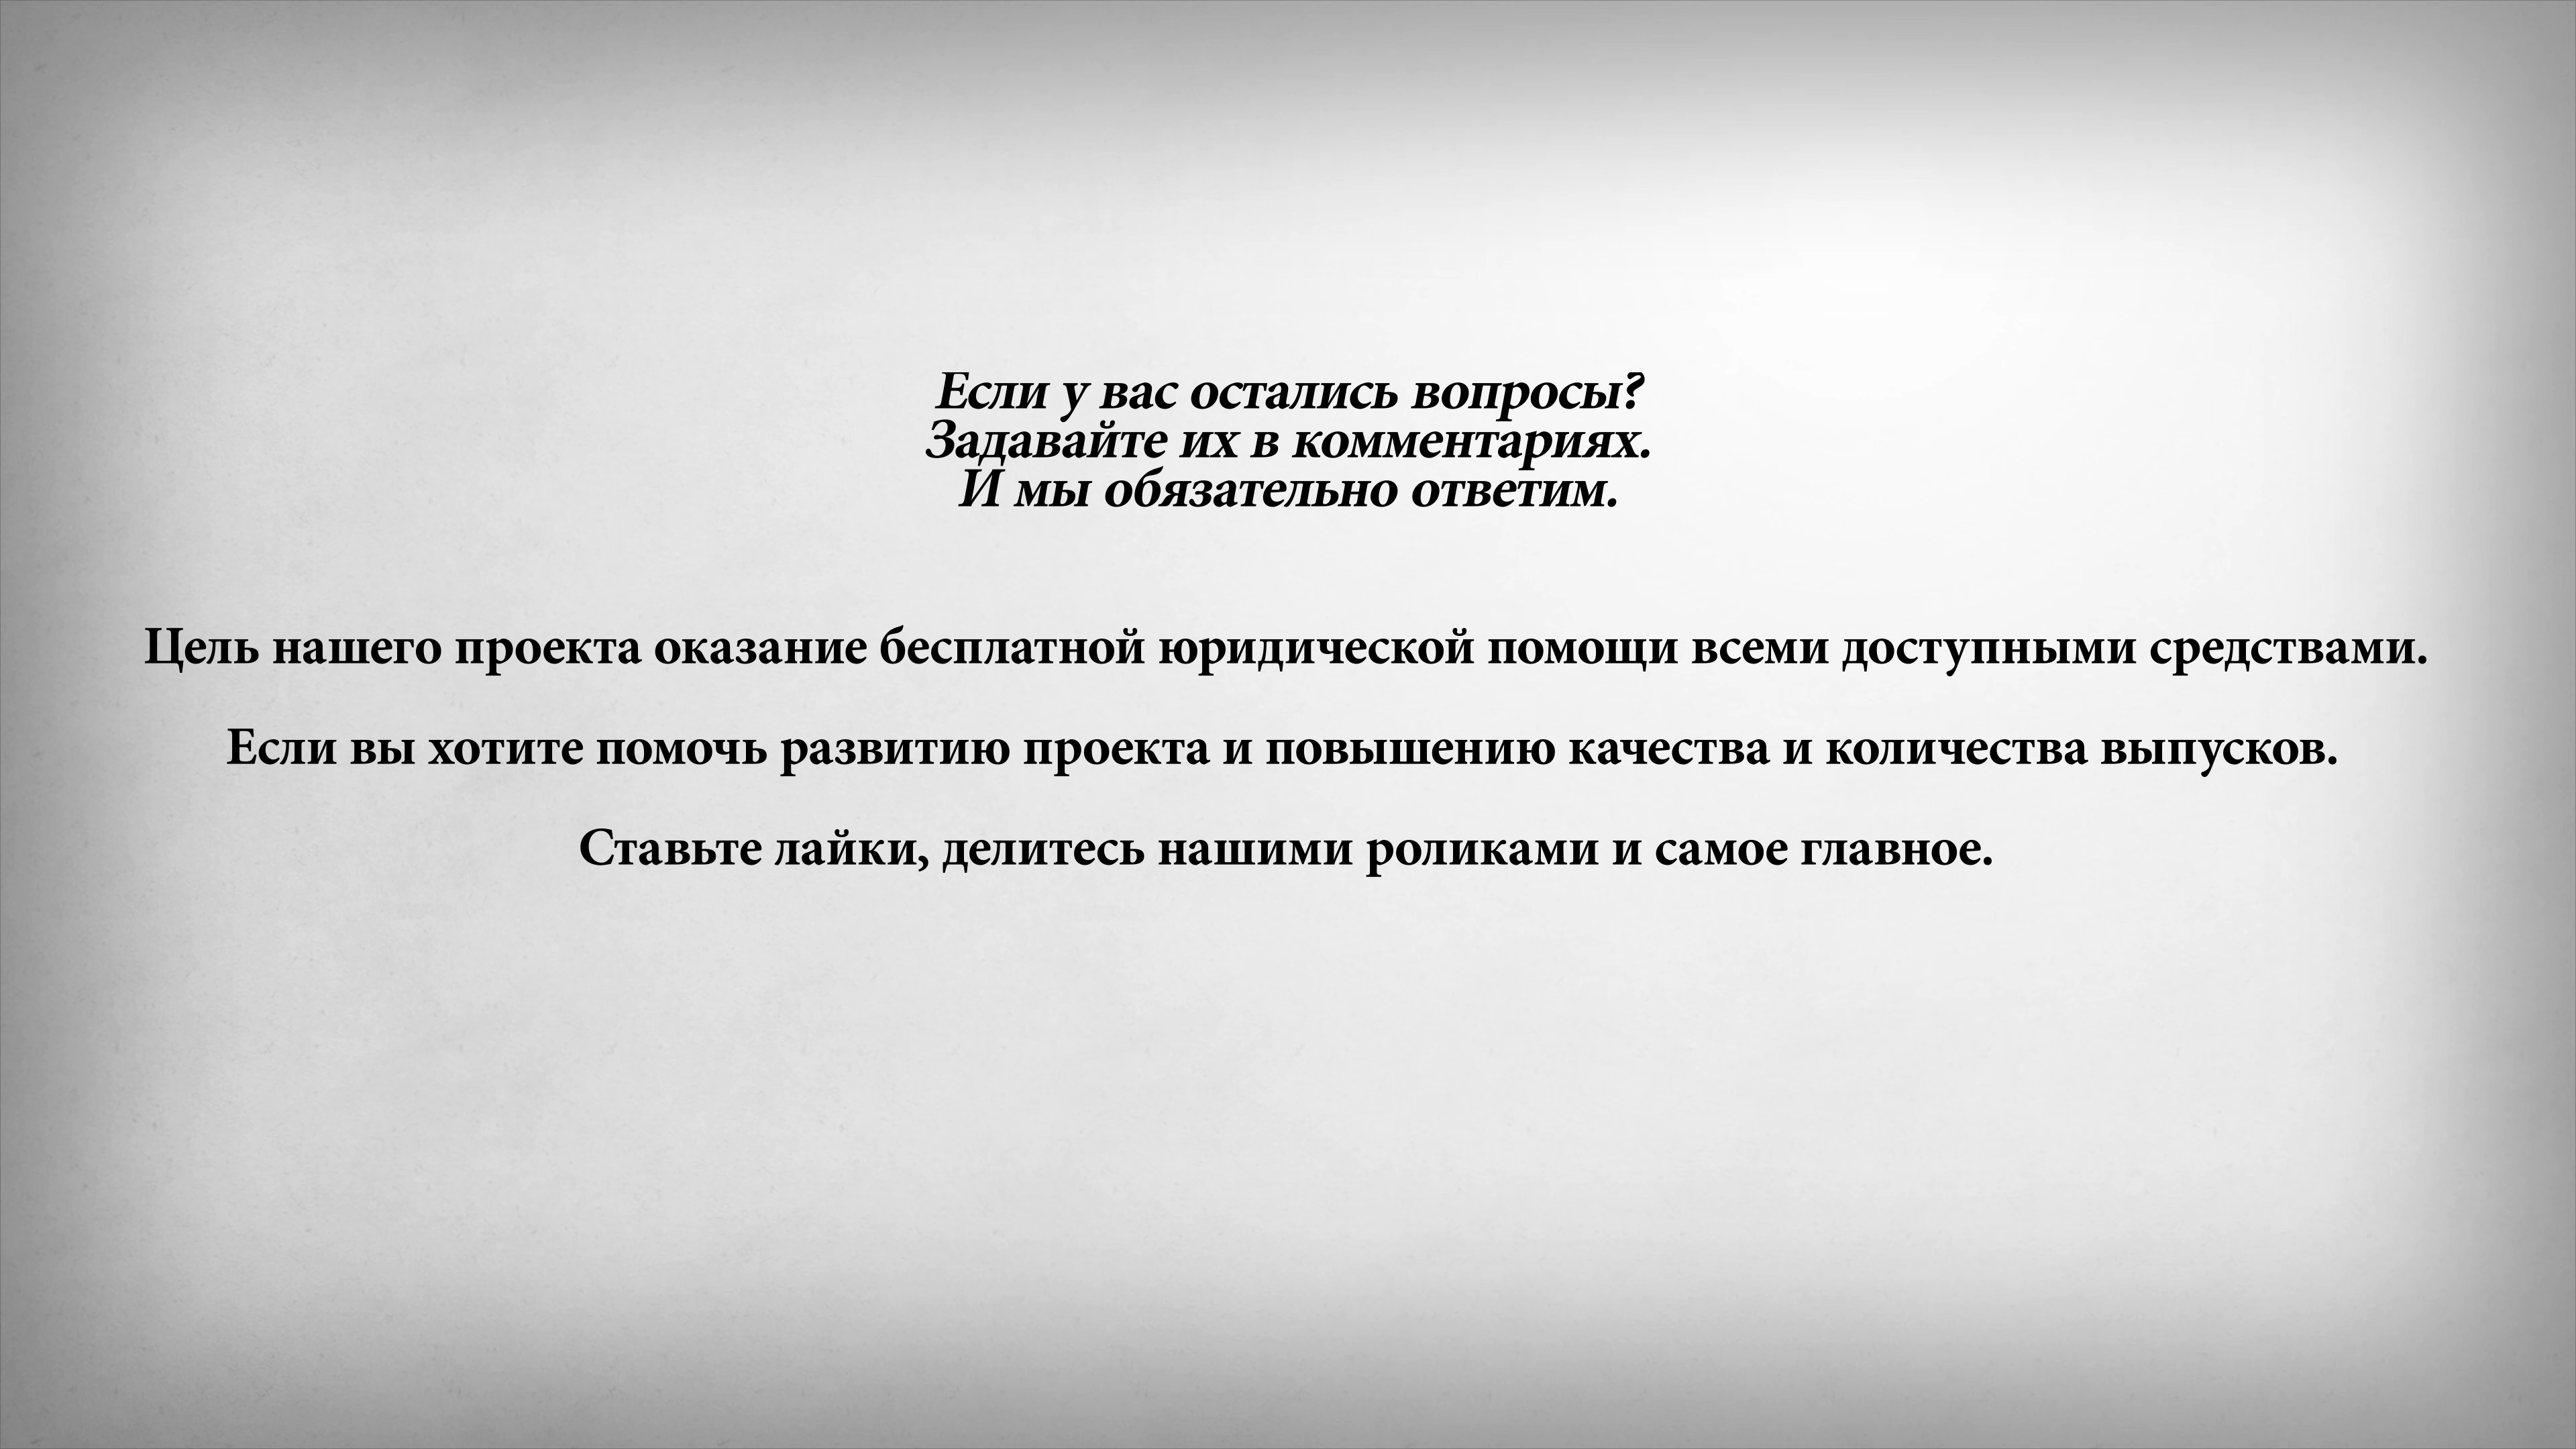 Если у вас остались вопросы?
Задавайте их в комментариях.
И мы обязательно ответим.
Цель нашего проекта оказание бесплатной юридической помощи всеми доступными средствами.
Если вы хотите помочь развитию проекта и повышению качества и количества выпусков.
Ставьте лайки, делитесь нашими роликами и самое главное.